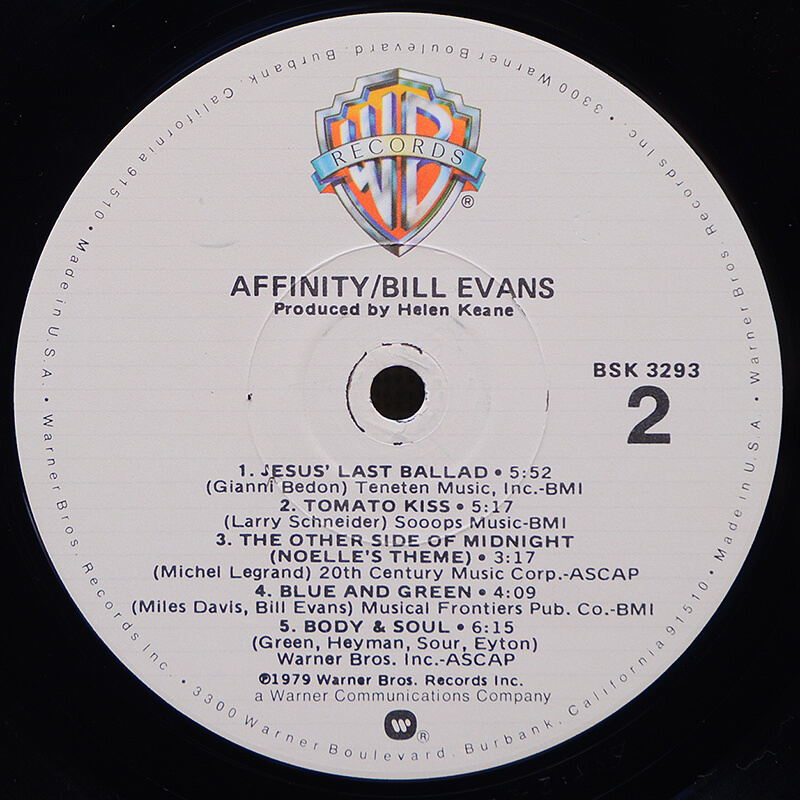 WB
RECORDS
®
AFFINITY/BILL EVANS
Produced by Helen Keane
BSK 3293
2
1. JESUS' LAST BALLAD • 5:52
(Gianni Bedon) Teneten Music, Inc.-BMI
2. TOMATO KISS • 5:17
(Larry Schneider) Sooops Music-BMI
3. THE OTHER SIDE OF MIDNIGHT
(NOELLE'S THEME) • 3:17
(Michel Legrand) 20th Century Music Corp.-ASCAP
4. BLUE AND GREEN • 4:09
(Miles Davis, Bill Evans) Musical Frontiers Pub. Co.-BMI
5. BODY & SOUL • 6:15
(Green, Heyman, Sour, Eyton)
Warner Bros. Inc.-ASCAP
℗1979 Warner Bros. Records Inc.
a Warner Communications Company
®
Warner Bros. Records Inc. • 3300 Warner Boulevard, Burbank, California 91510 • Made in U.S.A. •
Warner Bros. Records Inc. • 3300 Warner Boulevard, Burbank, California 91510 • Made in U.S.A. •